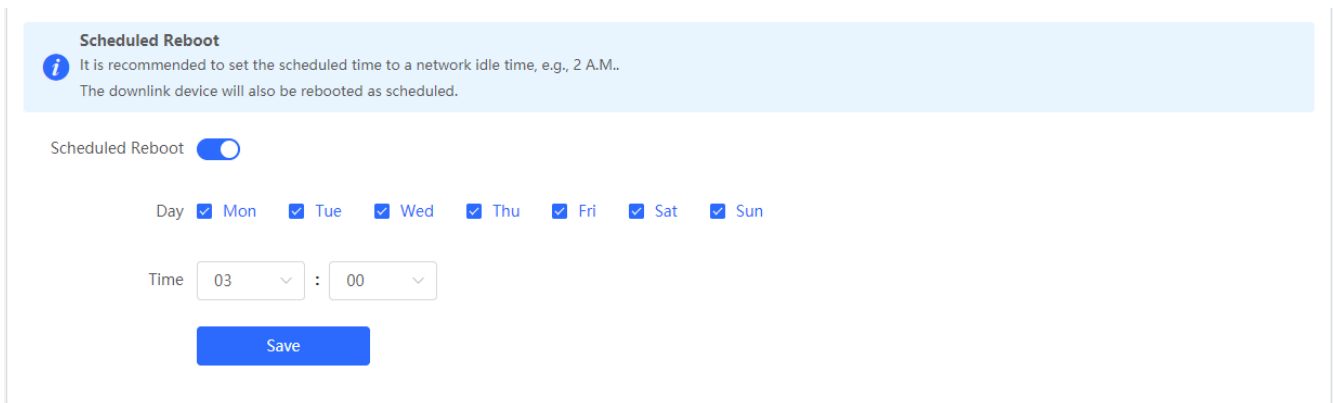 Scheduled Reboot
It is recommended to set the scheduled time to a network idle time, e.g., 2 A.M..
The downlink device will also be rebooted as scheduled.
Scheduled Reboot
Day Mon Tue Wed Thu Fri Sat Sun
Time 03 : 00
Save